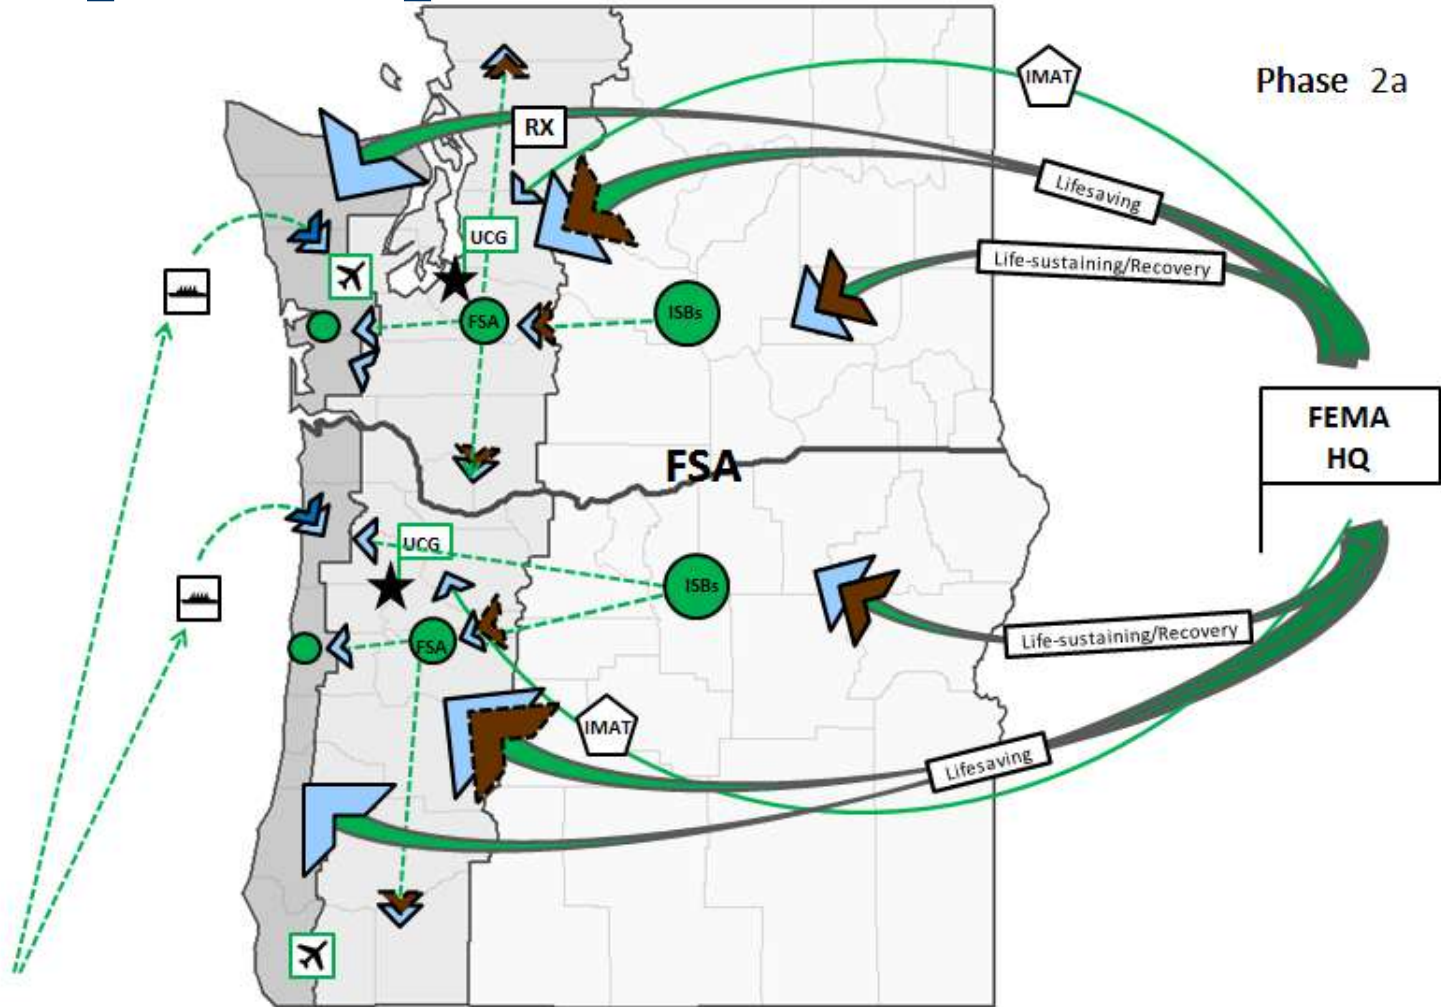 Phase 2a
IMAT
RX
Lifesaving
UCG
Life-sustaining/Recovery
FSA
ISBs
FEMA
HQ
FSA
UCG
ISBs
FSA
Life-sustaining/Recovery
IMAT
Lifesaving